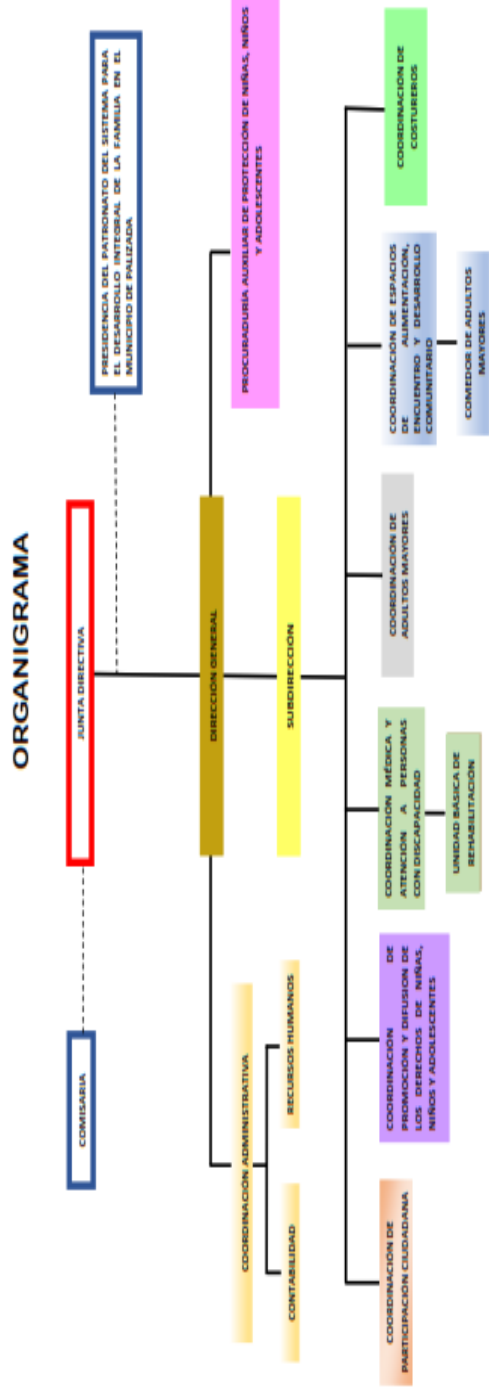 ORGANIGRAMA
COMISARIA
JUNTA DIRECTIVA
PRESIDENCIA DEL PATRONATO DEL SISTEMA PARA
EL DESARROLLO INTEGRAL DE LA FAMILIA EN EL
MUNICIPIO DE PALIZADA
DIRECCIÓN GENERAL
COORDINACIÓN ADMINISTRATIVA
PROCURADURÍA AUXILIAR DE PROTECCIÓN DE NIÑAS, NIÑOS
Y ADOLESCENTES
CONTABILIDAD
RECURSOS HUMANOS
SUBDIRECCIÓN
COORDINACIÓN DE
PARTICIPACIÓN CIUDADANA
COORDINACIÓN DE
PROMOCIÓN Y DIFUSION DE
LOS DERECHOS DE NIÑAS,
NIÑOS Y ADOLESCENTES
COORDINACIÓN MÉDICA Y
ATENCIÓN A PERSONAS
CON DISCAPACIDAD
UNIDAD BÁSICA DE
REHABILITACIÓN
COORDINACIÓN DE
ADULTOS MAYORES
COORDINACIÓN DE ESPACIOS
DE ALIMENTACIÓN,
ENCUENTRO Y DESARROLLO
COMUNITARIO
COMEDOR DE ADULTOS
MAYORES
COORDINACIÓN DE
COSTUREROS